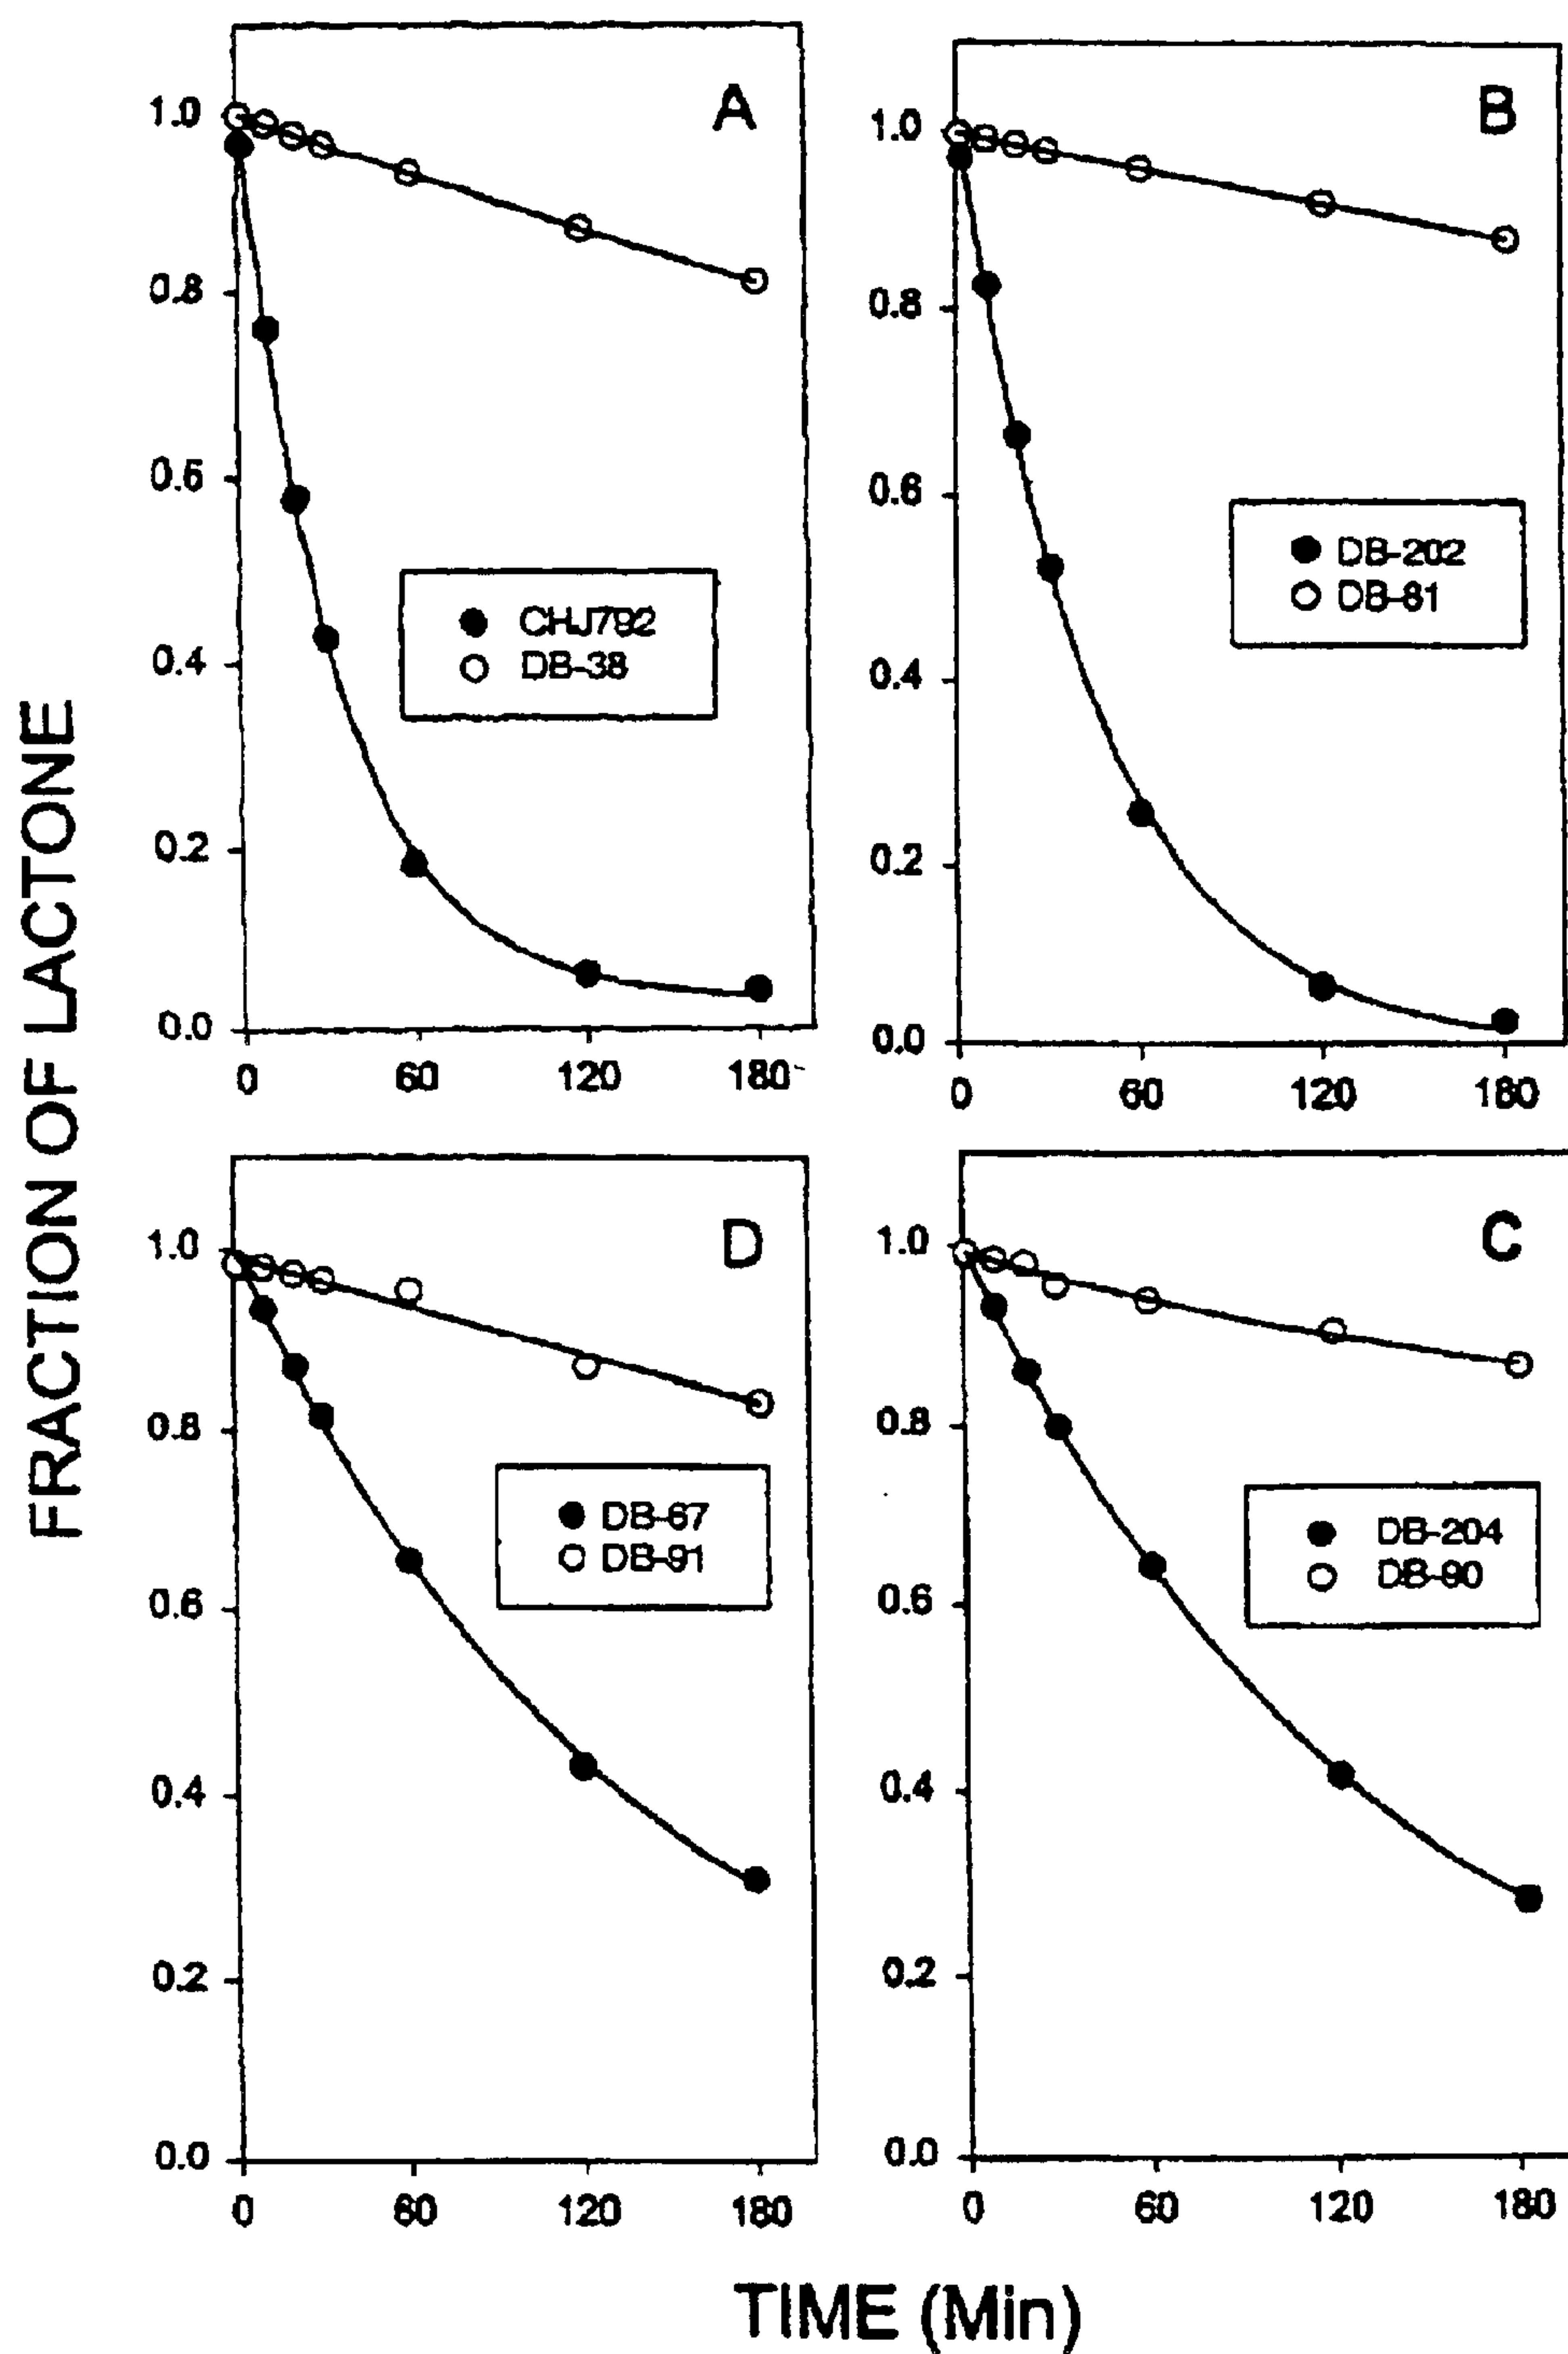 FRACTION OF LACTONE
A
1.0
0.8
0.6
0.4
0.2
0.0
CHJ792
DB-38
0
60
120
180
B
1.0
0.8
0.6
0.4
0.2
0.0
DB-202
DB-81
0
60
120
180
D
1.0
0.8
0.6
0.4
0.2
0.0
DB-67
DB-91
0
60
120
180
C
1.0
0.8
0.6
0.4
0.2
0.0
DB-204
DB-90
0
60
120
180
TIME (Min)